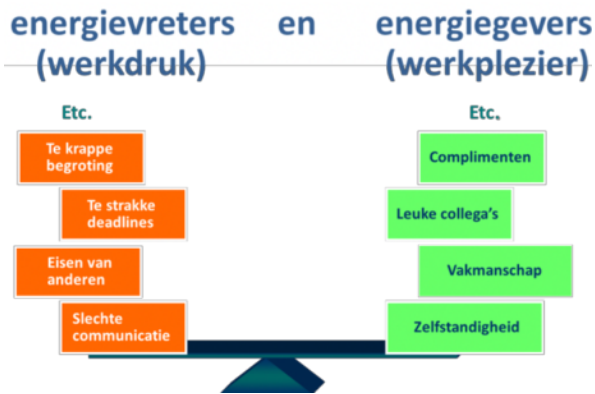 energievreters en energiegevers
(werkdruk) (werkplezier)
Etc.
Te krappe
begroting
Te strakke
deadlines
Eisen van
anderen
Slechte
communicatie
Etc.
Complimenten
Leuke collega's
Vakmanschap
Zelfstandigheid